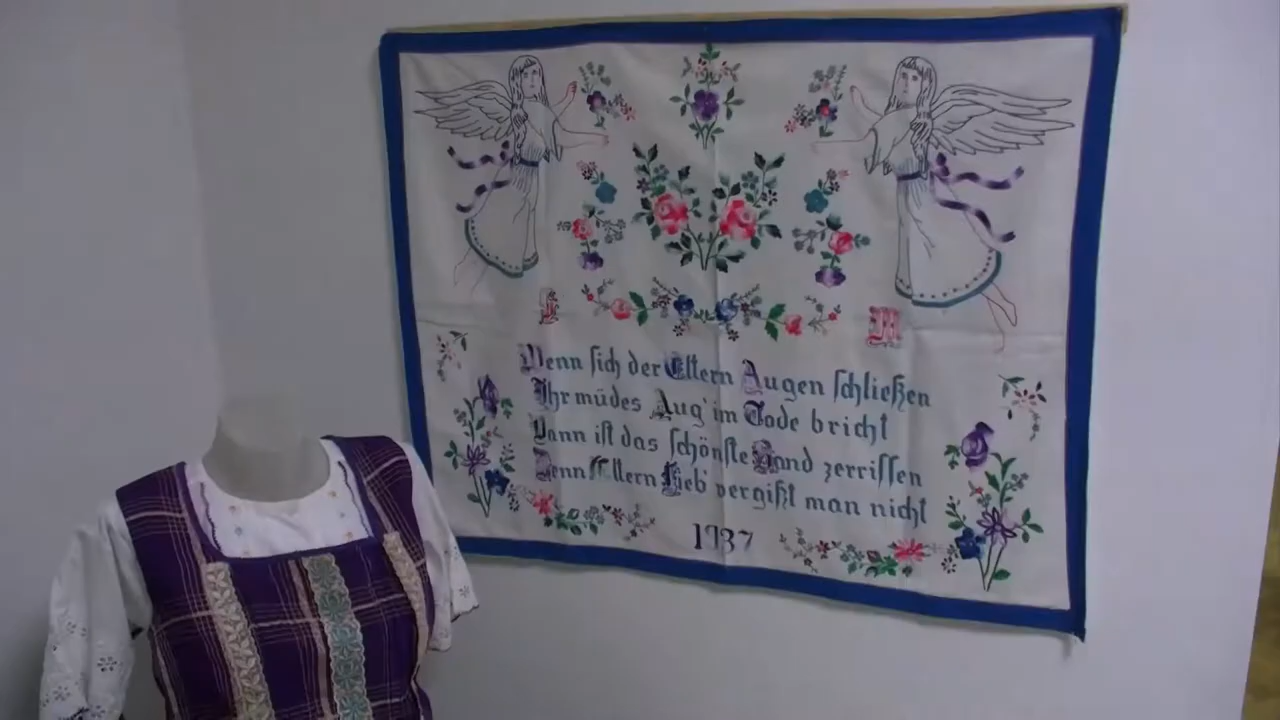 L M
Wenn sich der Eltern Augen schließen
Ihr müdes Aug' im Tode bricht
Dann ist das schönste Band zerrissen
Denn Eltern Lieb' vergißt man nicht
1937